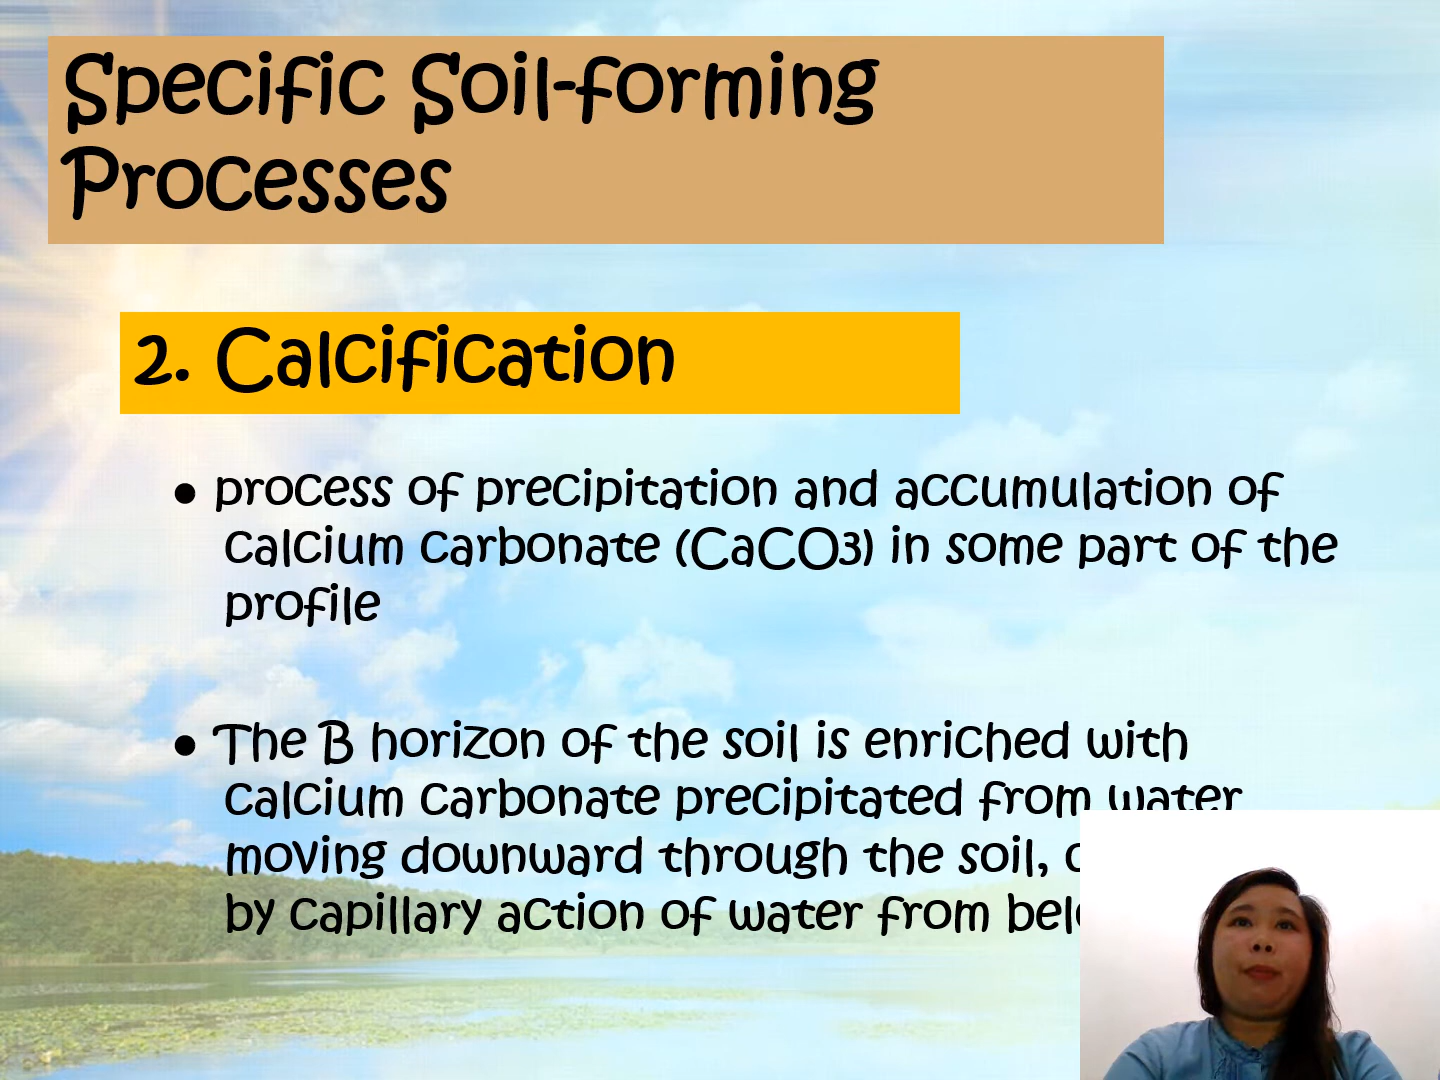 Specific Soil-forming
Processes
2. Calcification
• process of precipitation and accumulation of
calcium carbonate (CaCO3) in some part of the
profile
• The B horizon of the soil is enriched with
calcium carbonate precipitated from water
moving downward through the soil,
by capillary action of water from